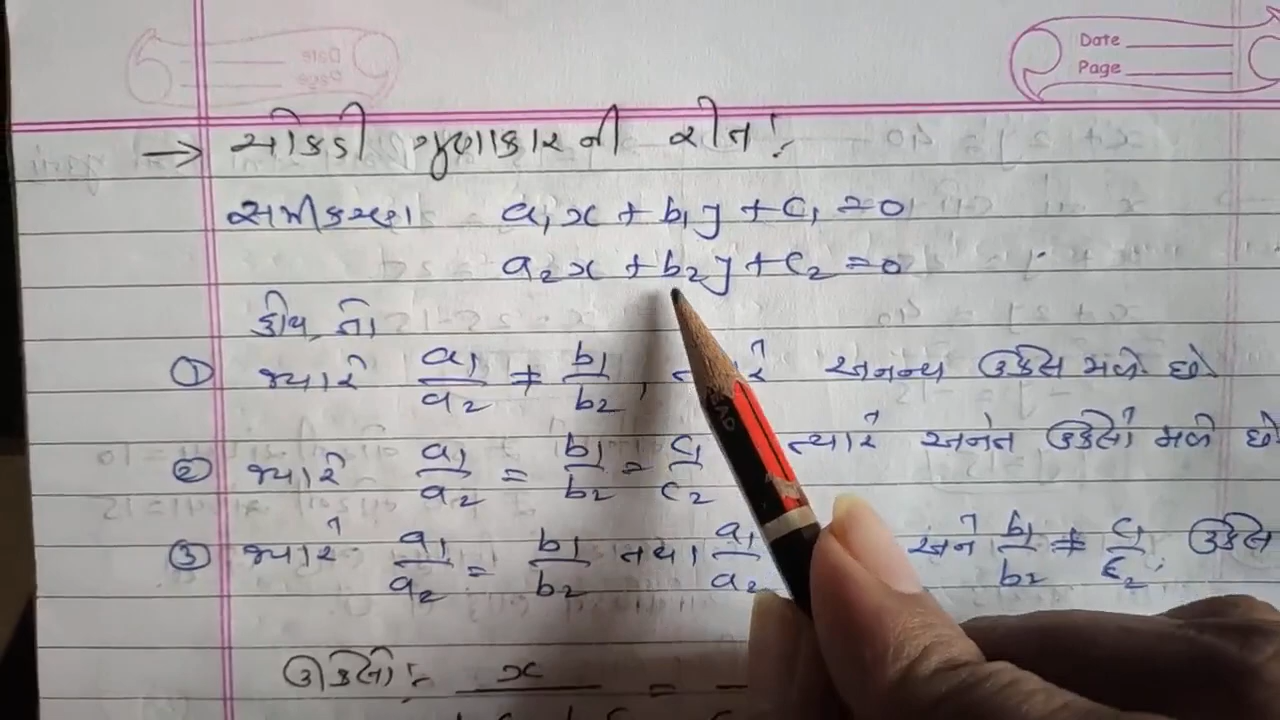 Date
Page
→ ચોકડી ગુણાકાર ની રીત :
સમીકરણ a₁x + b₁y + c₁ = 0
a₂x + b₂y + c₂ = 0
હોય તો
① જ્યારે a₁/a₂ ≠ b₁/b₂, અનન્ય ઉકેલ મળે છે
② જ્યારે a₁/a₂ = b₁/b₂ = c₁/c₂ ત્યારે અનંત ઉકેલો મળે છે
③ જ્યારે a₁/a₂ = b₁/b₂ તથા a₁/a₂ અને b₁/b₂ ≠ c₁/c₂. ઉકેલ
ઉકેલો :- x =